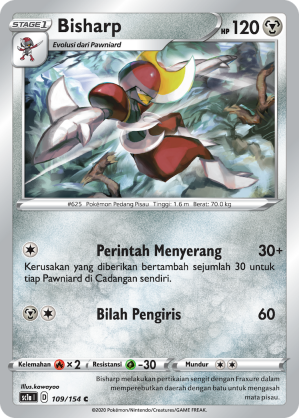 STAGE 1
Bisharp
HP 120
Evolusi dari Pawniard
#625 Pokémon Pedang Pisau Tinggi: 1.6 m Berat: 70.0 kg
Perintah Menyerang 30+
Kerusakan yang diberikan bertambah sejumlah 30 untuk
tiap Pawniard di Cadangan sendiri.
Bilah Pengiris 60
Kelemahan × 2 Resistansi -30 Mundur
Illus.kawayoo
sc1a I D 109/154 C
Bisharp melakukan pertikaian sengit dengan Fraxure dalam
memperebutkan daerah dengan batu untuk mengasah
mata pisau.
©2020 Pokémon/Nintendo/Creatures/GAME FREAK.